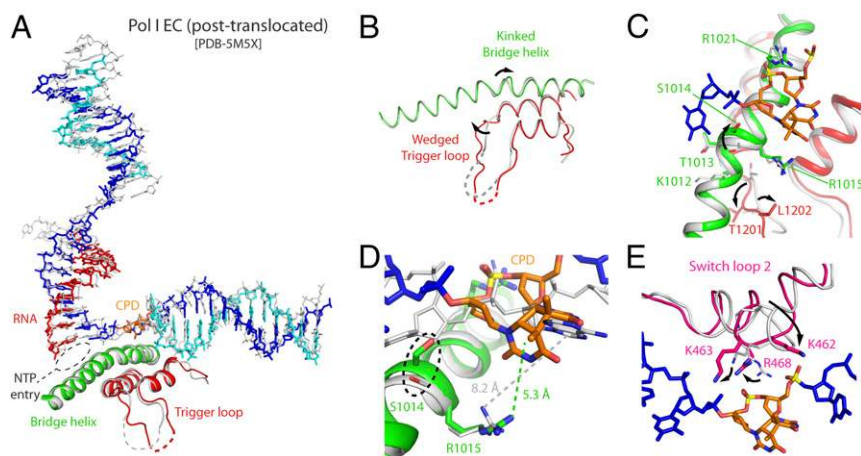 A
Pol I EC (post-translocated)
[PDB-5M5X]
RNA
CPD
NTP
entry
Bridge helix
Trigger loop
B
Kinked
Bridge helix
Wedged
Trigger loop
C
R1021
S1014
T1013
K1012
R1015
L1202
T1201
D
CPD
8.2 Å
5.3 Å
S1014
R1015
E
Switch loop 2
K463
K462
R468